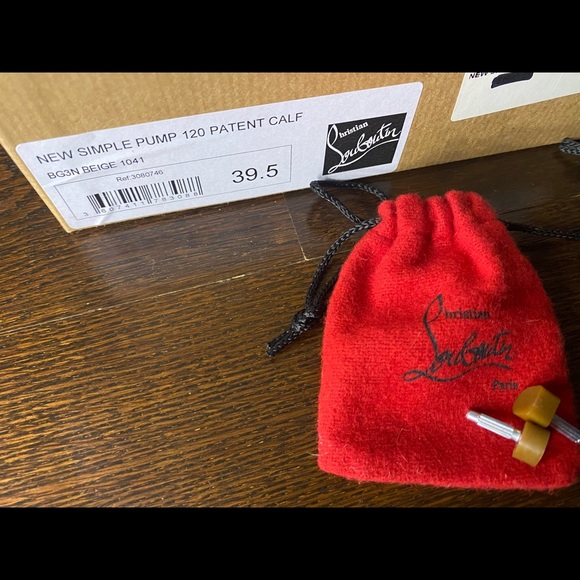 NEW SIMPLE PUMP 120 PATENT CALF
BG3N BEIGE 1041
Ref.3080746
39.5
Christian
Louboutin
Christian
Louboutin
Paris